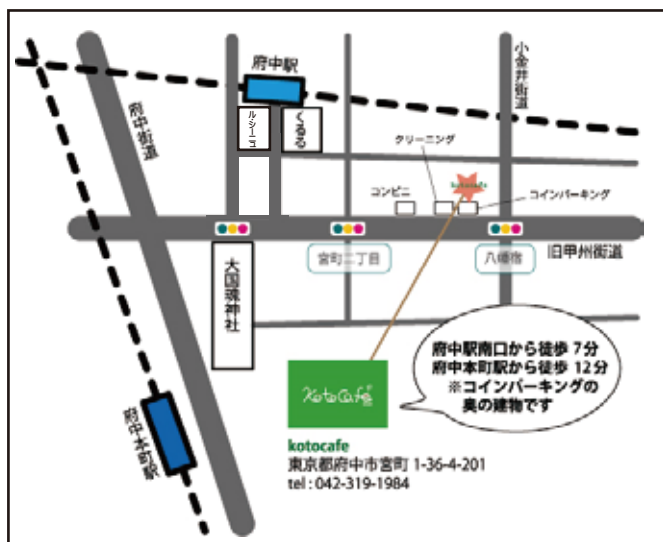 府中駅
小金井街道
府中街道
ルシーニュ
くるる
クリーニング
kotocafe
コンビニ
コインパーキング
宮町二丁目
八幡宿
旧甲州街道
大国魂神社
府中駅南口から徒歩 7分
府中本町駅から徒歩 12分
※コインパーキングの
奥の建物です
府中本町駅
kotocafe
kotocafe
東京都府中市宮町 1-36-4-201
tel : 042-319-1984